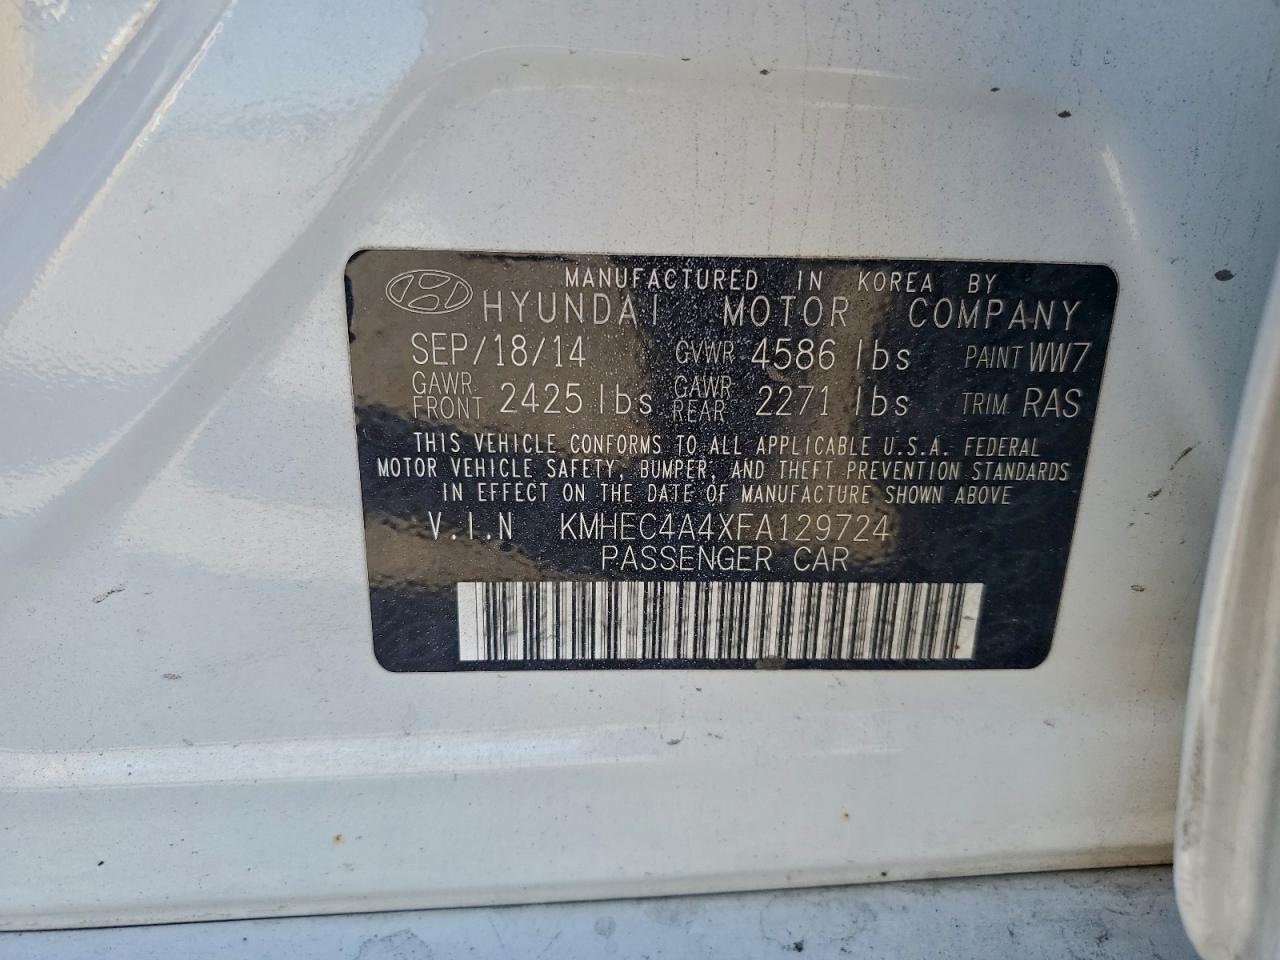 MANUFACTURED IN KOREA BY
HYUNDAI MOTOR COMPANY
SEP/18/14 GVWR 4586 lbs PAINT WW7
GAWR FRONT 2425 lbs GAWR REAR 2271 lbs TRIM RAS
THIS VEHICLE CONFORMS TO ALL APPLICABLE U.S.A. FEDERAL
MOTOR VEHICLE SAFETY, BUMPER, AND THEFT PREVENTION STANDARDS
IN EFFECT ON THE DATE OF MANUFACTURE SHOWN ABOVE
V.I.N KMHEC4A4XFA129724
PASSENGER CAR